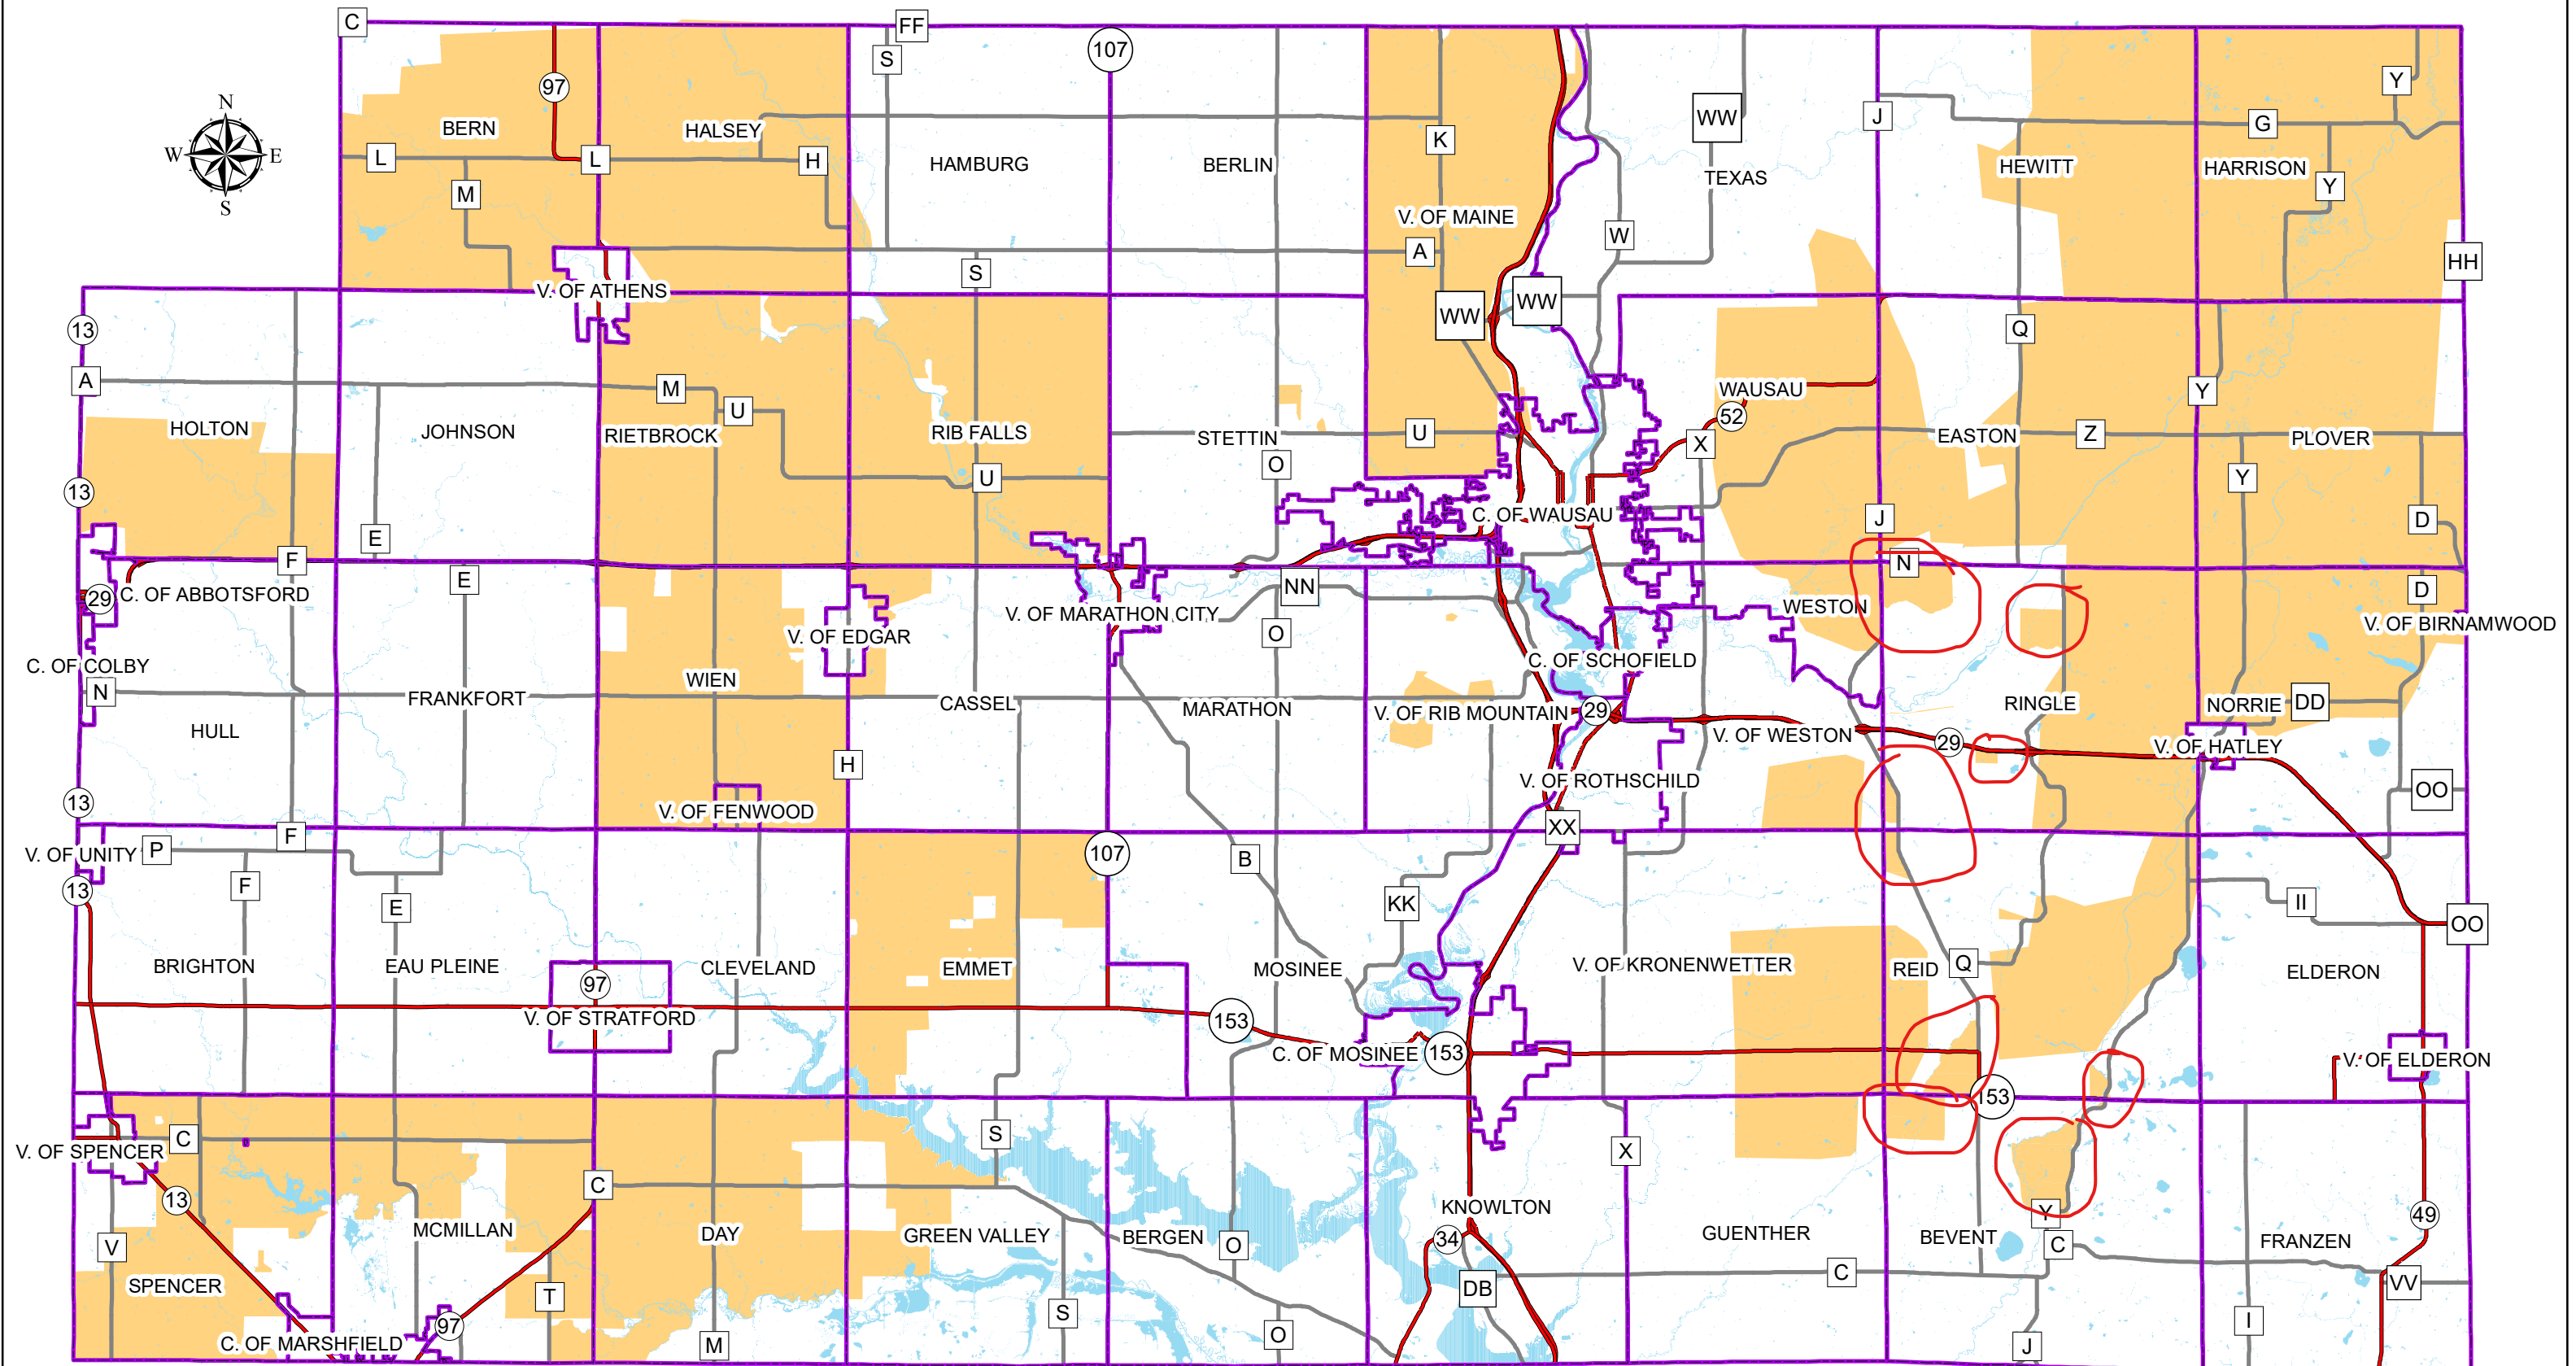 C
FF
S
107
97
Y
N
W E
S
BERN
L
M
L
HALSEY
H
HAMBURG
BERLIN
K
V. OF MAINE
A
W
WW
TEXAS
J
HEWITT
G
HARRISON
Y
HH
S
V. OF ATHENS
WW
WW
13
A
HOLTON
JOHNSON
M
U
RIETBROCK
RIB FALLS
U
STETTIN
O
U
WAUSAU
52
X
Q
EASTON
Z
Y
PLOVER
Y
D
13
E
F
C. OF WAUSAU
J
N
29
C. OF ABBOTSFORD
E
V. OF MARATHON CITY
NN
O
WESTON
D
V. OF BIRNAMWOOD
V. OF EDGAR
C. OF COLBY
N
HULL
FRANKFORT
WIEN
CASSEL
MARATHON
C. OF SCHOFIELD
V. OF RIB MOUNTAIN
29
V. OF WESTON
RINGLE
29
NORRIE
DD
V. OF HATLEY
H
V. OF ROTHSCHILD
OO
13
V. OF FENWOOD
XX
V. OF UNITY
P
F
13
F
E
107
B
KK
II
OO
BRIGHTON
EAU PLEINE
97
CLEVELAND
EMMET
MOSINEE
V. OF KRONENWETTER
REID
Q
ELDERON
V. OF STRATFORD
153
C. OF MOSINEE
153
V. OF ELDERON
153
V. OF SPENCER
C
S
X
13
C
MCMILLAN
DAY
GREEN VALLEY
BERGEN
O
KNOWLTON
34
GUENTHER
BEVENT
Y
C
FRANZEN
49
V
SPENCER
T
S
DB
C
VV
C. OF MARSHFIELD
97
M
O
J
I